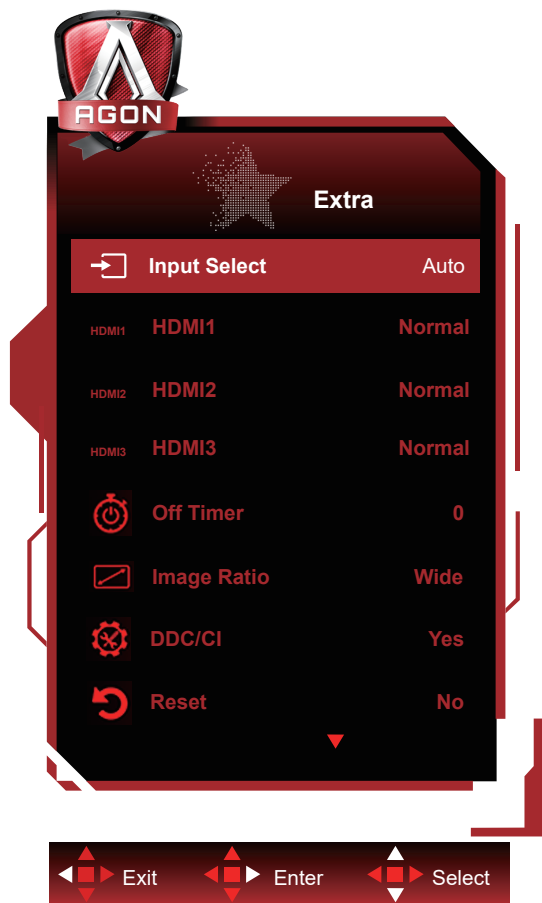 AGON
Extra
Input Select Auto
HDMI1 HDMI1 Normal
HDMI2 HDMI2 Normal
HDMI3 HDMI3 Normal
Off Timer 0
Image Ratio Wide
DDC/CI Yes
Reset No
Exit Enter Select